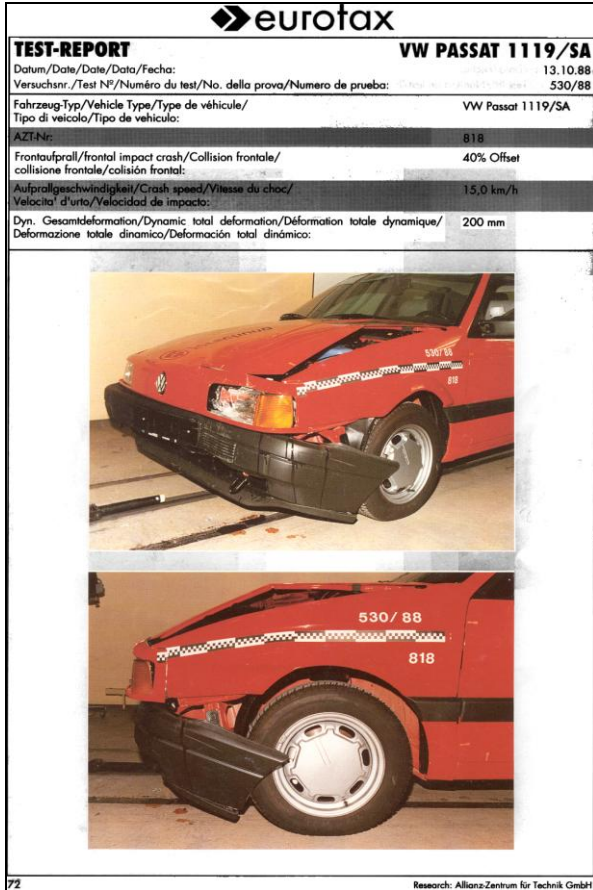 eurotax
TEST-REPORT
VW PASSAT 1119/SA
Datum/Date/Date/Data/Fecha:
13.10.88
Versuchsnr./Test Nº/Numéro du test/No. della prova/Numero de prueba:
530/88
Fahrzeug-Typ/Vehicle Type/Type de véhicule/
Tipo di veicolo/Tipo de vehiculo:
VW Passat 1119/SA
AZT-Nr:
818
Frontaufprall/frontal impact crash/Collision frontale/
collisione frontale/colisión frontal:
40% Offset
Aufprallgeschwindigkeit/Crash speed/Vitesse du choc/
Velocita' d'urto/Velocidad de impacto:
15,0 km/h
Dyn. Gesamtdeformation/Dynamic total deformation/Déformation totale dynamique/
Deformazione totale dinamico/Deformación total dinámico:
200 mm
530/88
818
530/88
818
72
Research: Allianz-Zentrum für Technik GmbH